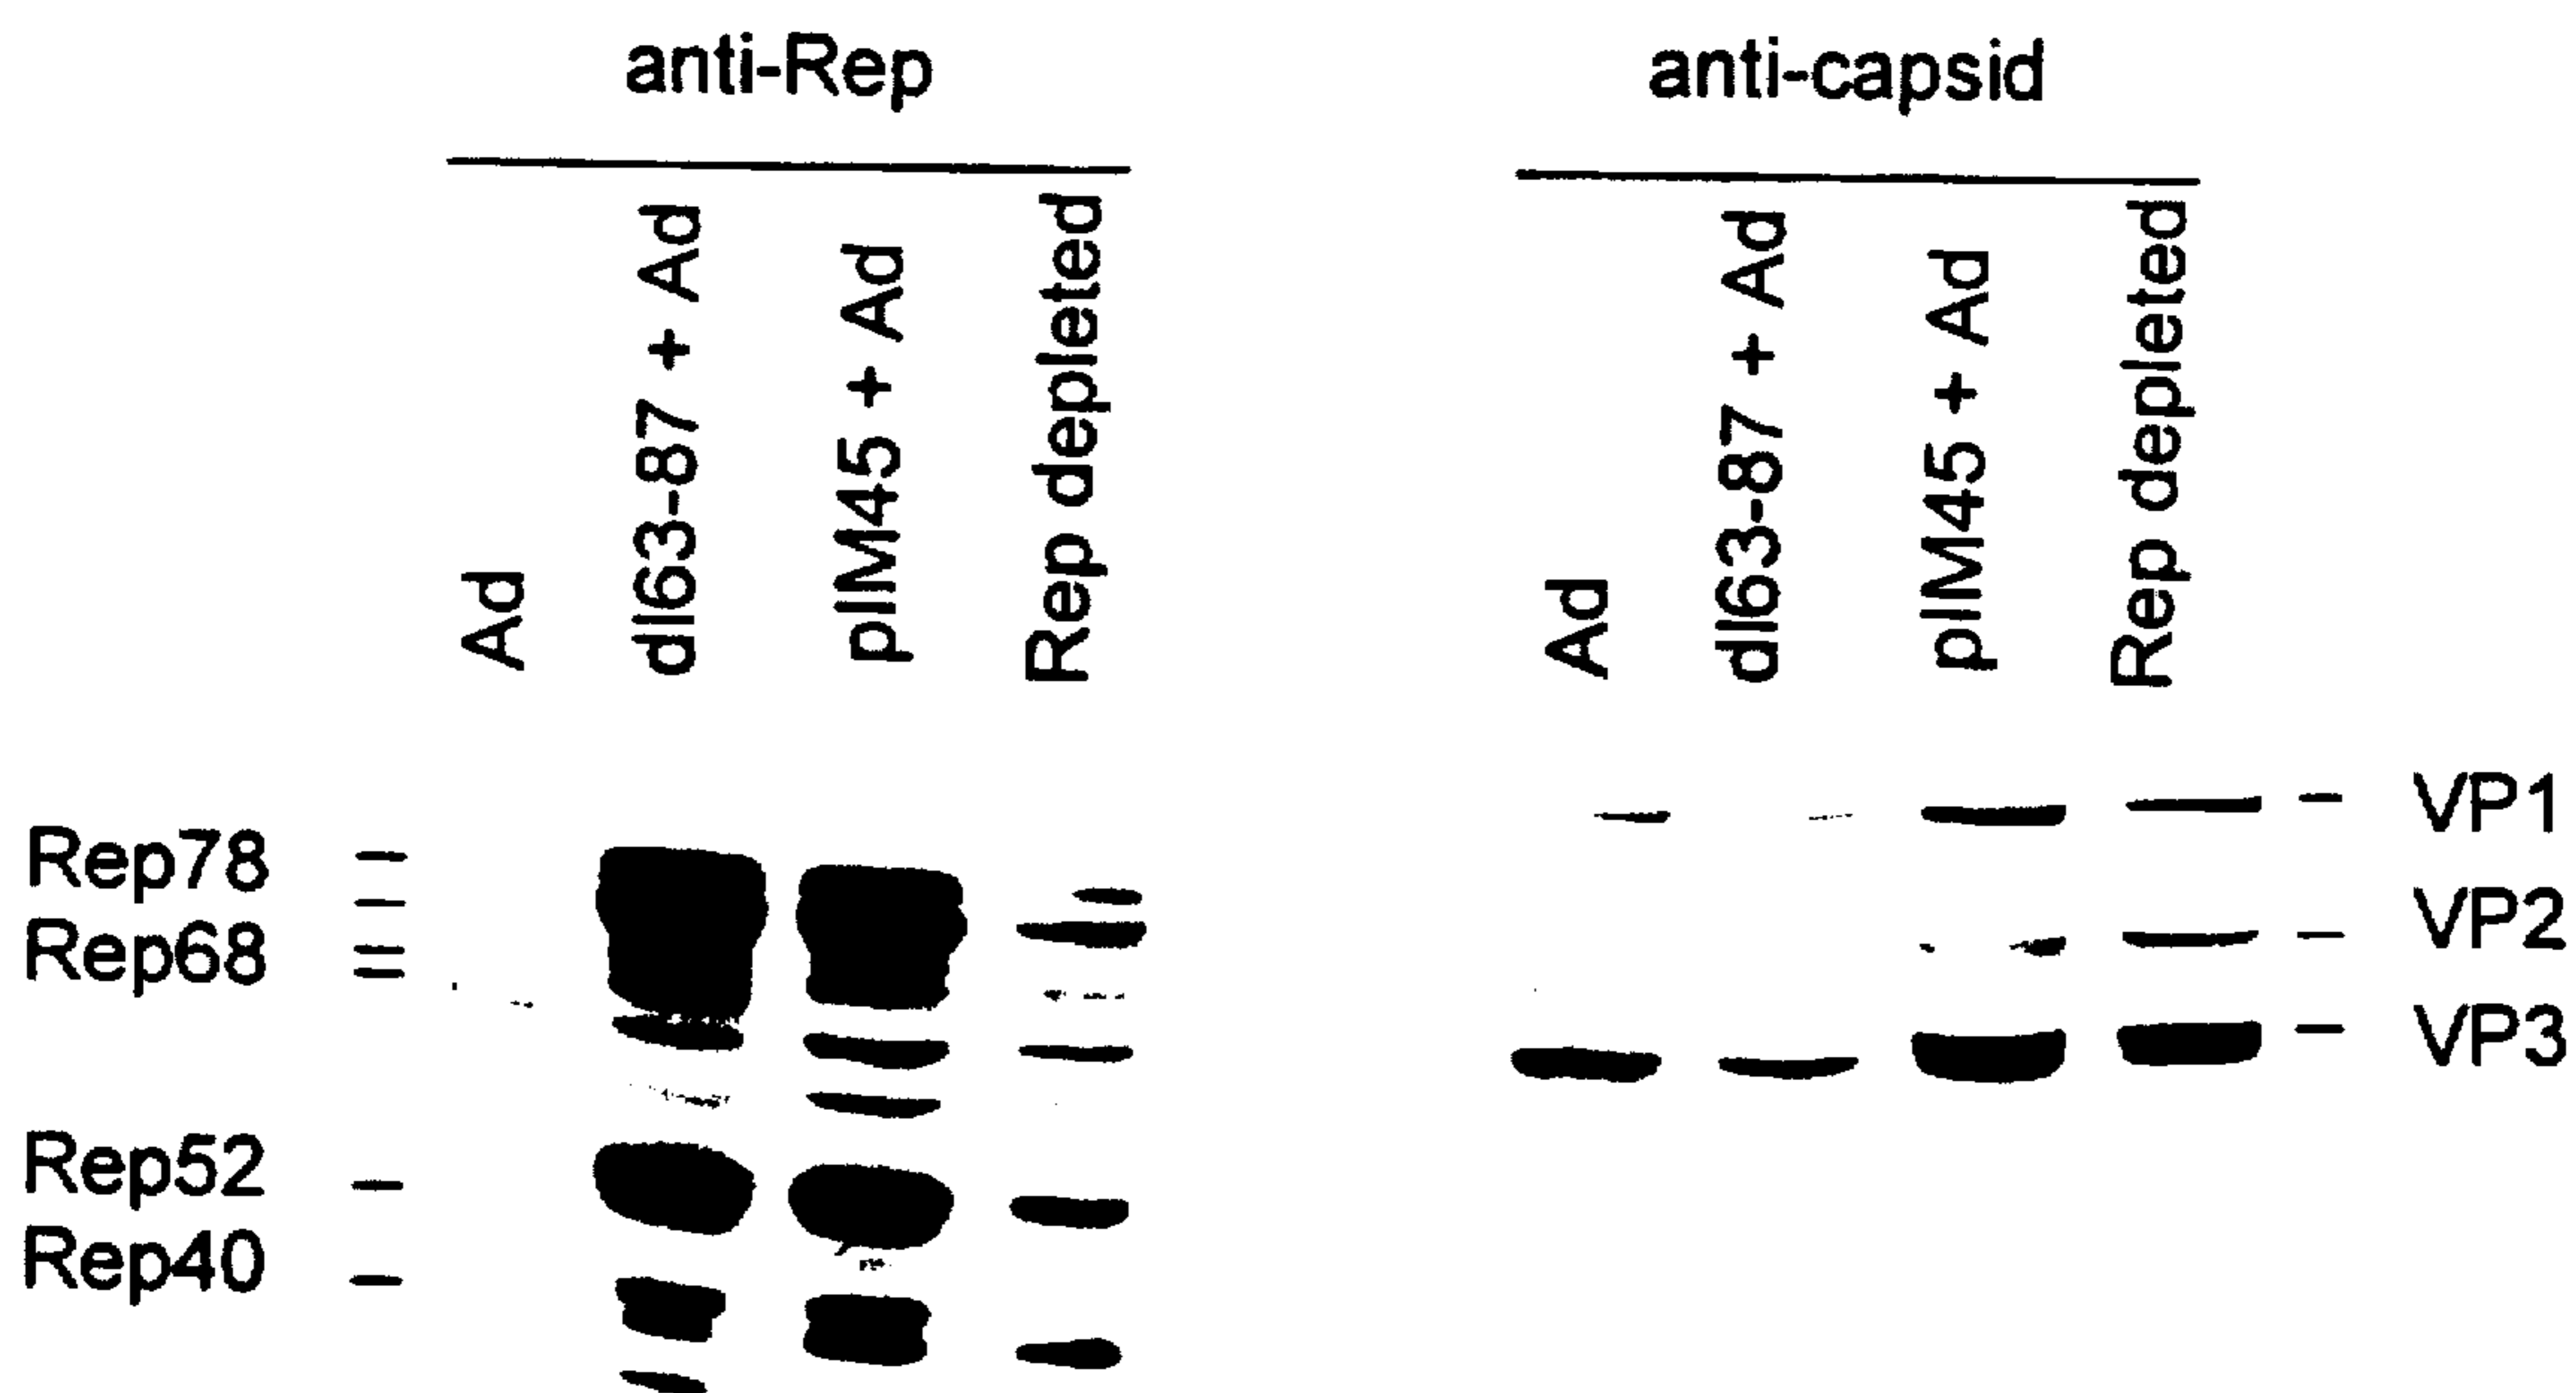 anti-Rep
anti-capsid
Ad
dl63-87 + Ad
pIM45 + Ad
Rep depleted
Ad
dl63-87 + Ad
pIM45 + Ad
Rep depleted
Rep78
Rep68
Rep52
Rep40
VP1
VP2
VP3